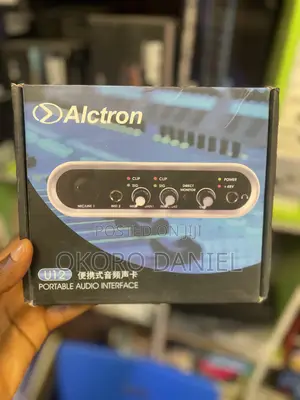 Alctron
CLIP
CLIP
POWER
SIG
SIG
DIRECT
MONITOR
+48V
POSTED ON JIJI
OKORO DANIEL
U12 便携式音频声卡
PORTABLE AUDIO INTERFACE